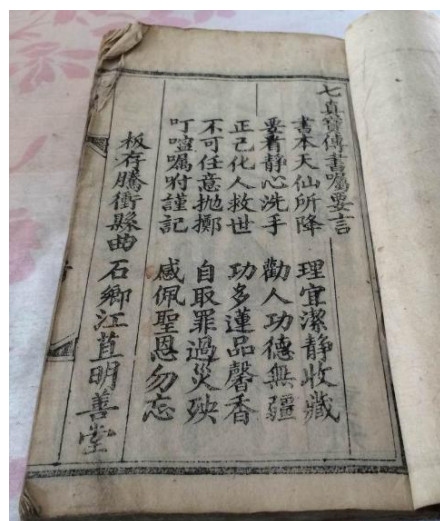 七真寶傳書屬要言
書本天仙所降 理宜潔靜收藏
要看靜心洗手 勸人功德無疆
正己化人救世 功多蓮品馨香
不可任意拋擲 自取罪過災殃
叮嚀囑咐謹記 感佩聖恩勿忘
板存騰衝縣曲石鄉江苴明善堂